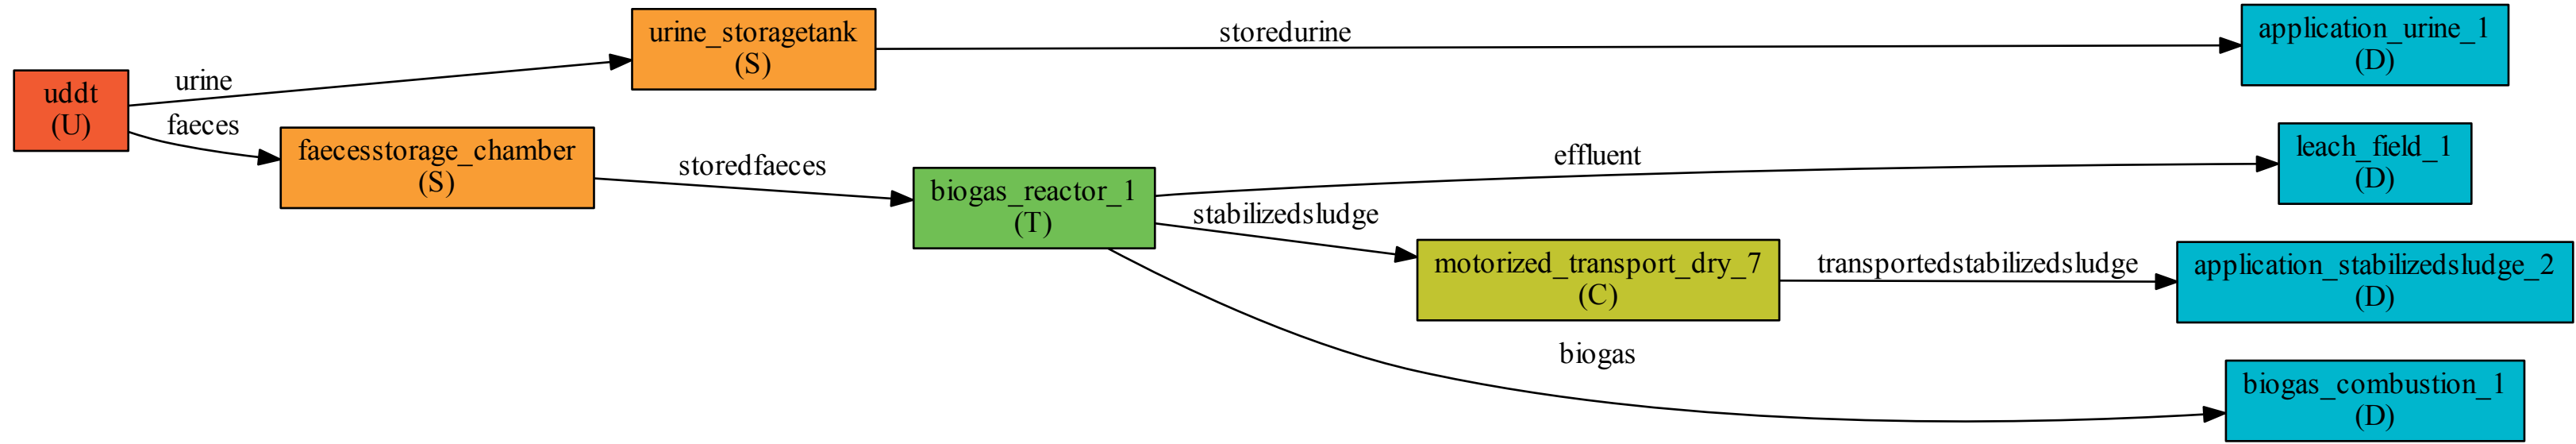 uddt
(U)
urine
faeces
urine_storagetank
(S)
faecesstorage_chamber
(S)
storedurine
storedfaeces
biogas_reactor_1
(T)
effluent
stabilizedsludge
biogas
motorized_transport_dry_7
(C)
transportedstabilizedsludge
application_urine_1
(D)
leach_field_1
(D)
application_stabilizedsludge_2
(D)
biogas_combustion_1
(D)